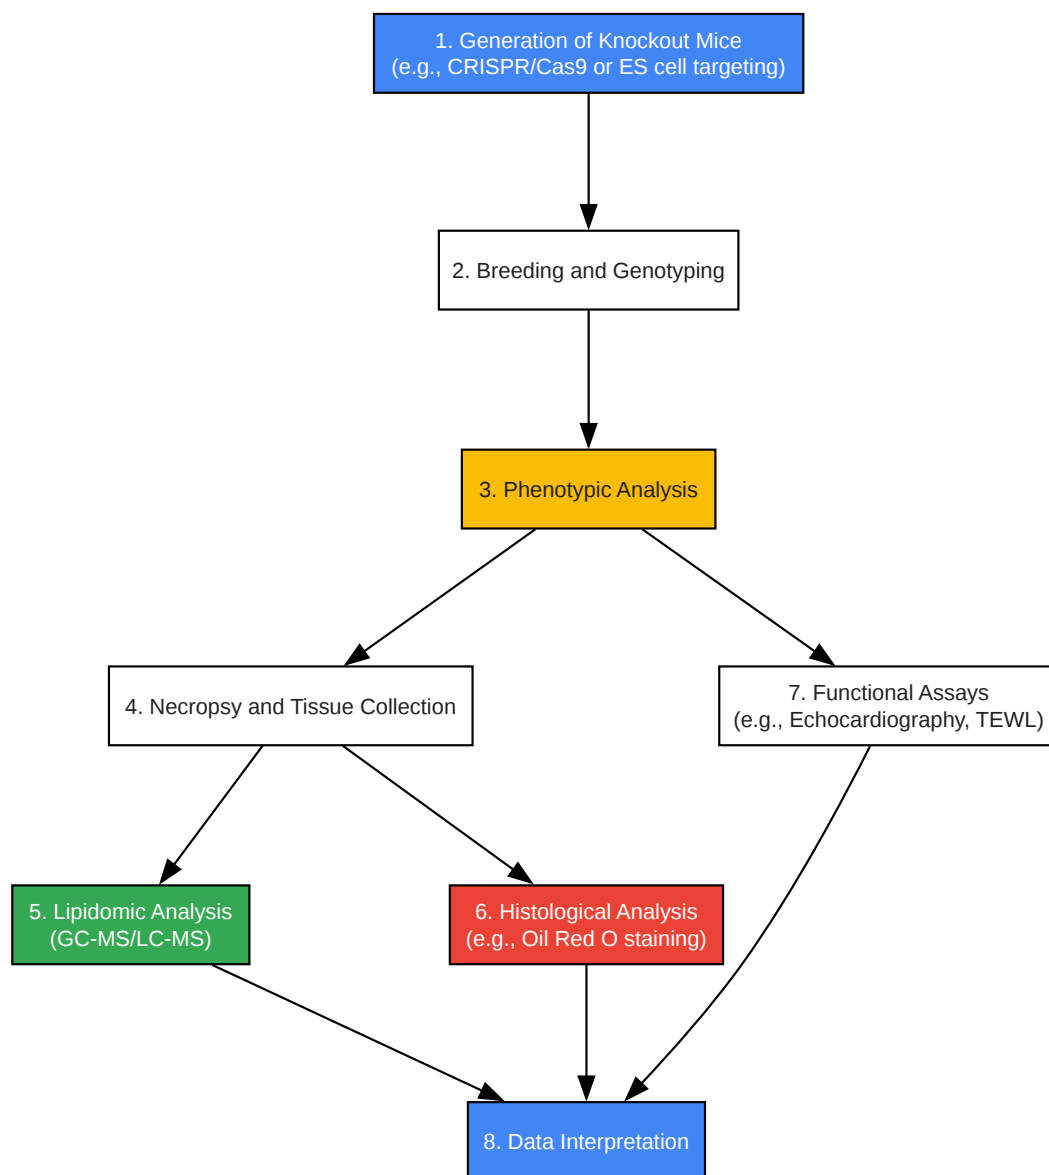 1. Generation of Knockout Mice
(e.g., CRISPR/Cas9 or ES cell targeting)
2. Breeding and Genotyping
3. Phenotypic Analysis
4. Necropsy and Tissue Collection
7. Functional Assays
(e.g., Echocardiography, TEWL)
5. Lipidomic Analysis
(GC-MS/LC-MS)
6. Histological Analysis
(e.g., Oil Red O staining)
8. Data Interpretation